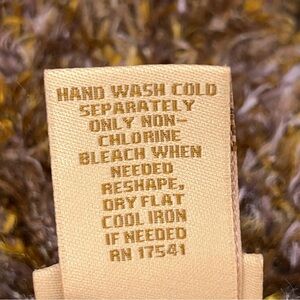 HAND WASH COLD
SEPARATELY
ONLY NON-
CHLORINE
BLEACH WHEN
NEEDED
RESHAPE,
DRY FLAT
COOL IRON
IF NEEDED
RN 17541